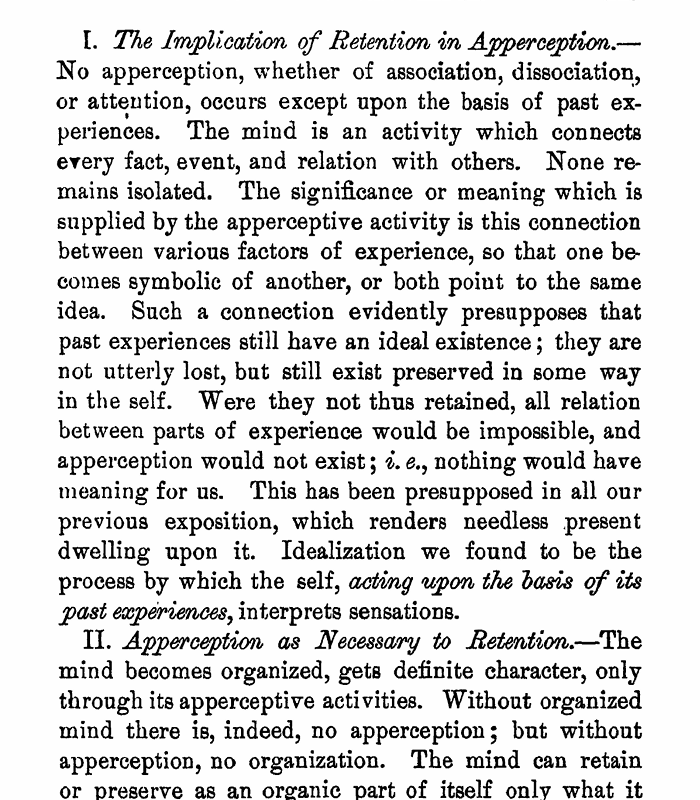 I. The Implication of Retention in Apperception.—
No apperception, whether of association, dissociation,
or attention, occurs except upon the basis of past ex-
periences. The mind is an activity which connects
every fact, event, and relation with others. None re-
mains isolated. The significance or meaning which is
supplied by the apperceptive activity is this connection
between various factors of experience, so that one be-
comes symbolic of another, or both point to the same
idea. Such a connection evidently presupposes that
past experiences still have an ideal existence; they are
not utterly lost, but still exist preserved in some way
in the self. Were they not thus retained, all relation
between parts of experience would be impossible, and
apperception would not exist; i. e., nothing would have
meaning for us. This has been presupposed in all our
previous exposition, which renders needless present
dwelling upon it. Idealization we found to be the
process by which the self, acting upon the basis of its
past experiences, interprets sensations.
II. Apperception as Necessary to Retention.—The
mind becomes organized, gets definite character, only
through its apperceptive activities. Without organized
mind there is, indeed, no apperception; but without
apperception, no organization. The mind can retain
or preserve as an organic part of itself only what it